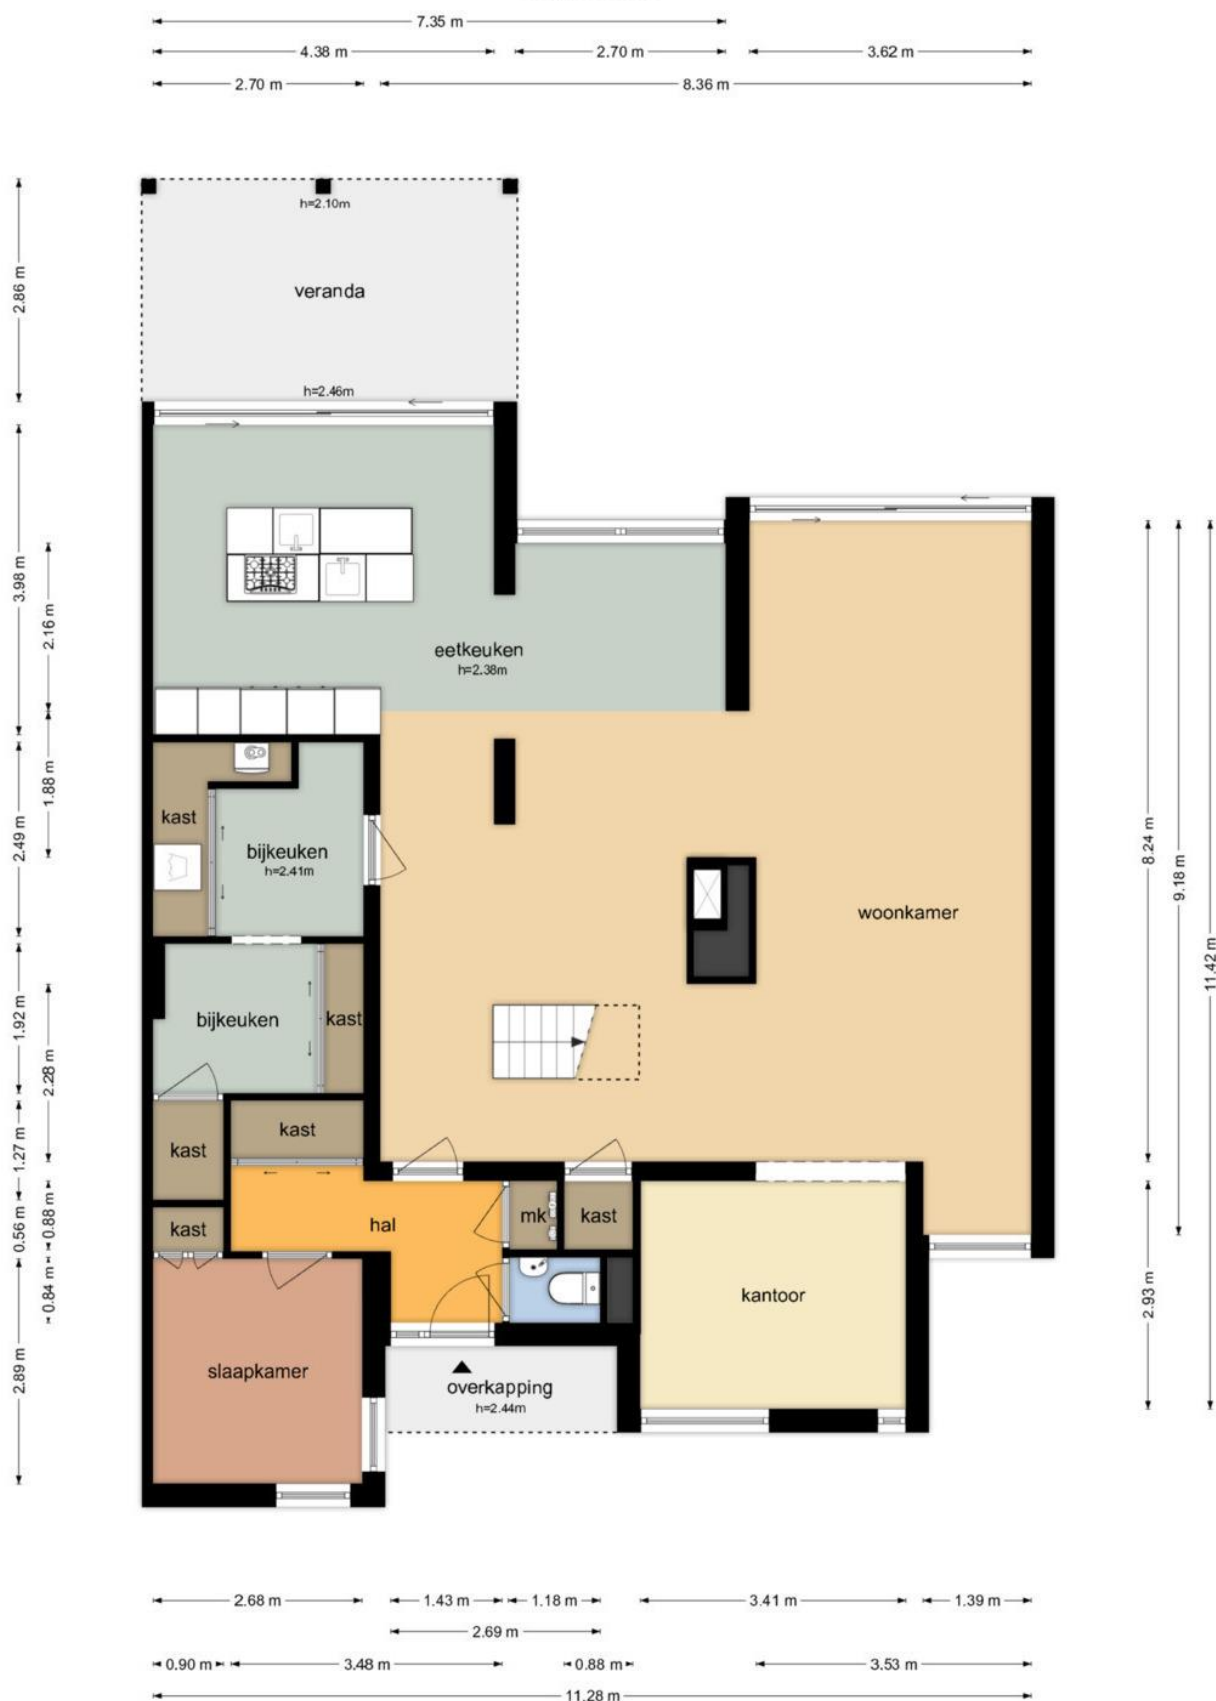 7.35 m
4.38 m
2.70 m
3.62 m
2.70 m
8.36 m
h=2.10m
veranda
h=2.46m
2.86 m
3.98 m
2.16 m
eetkeuken
h=2.38m
1.88 m
2.49 m
kast
bijkeuken
h=2.41m
woonkamer
8.24 m
9.18 m
11.42 m
1.92 m
2.28 m
bijkeuken
kast
kast
kast
1.27 m
0.88 m
0.56 m
0.84 m
kast
hal
mk
kast
kantoor
2.93 m
2.89 m
slaapkamer
overkapping
h=2.44m
2.68 m
1.43 m
1.18 m
3.41 m
1.39 m
2.69 m
0.90 m
3.48 m
0.88 m
3.53 m
11.28 m